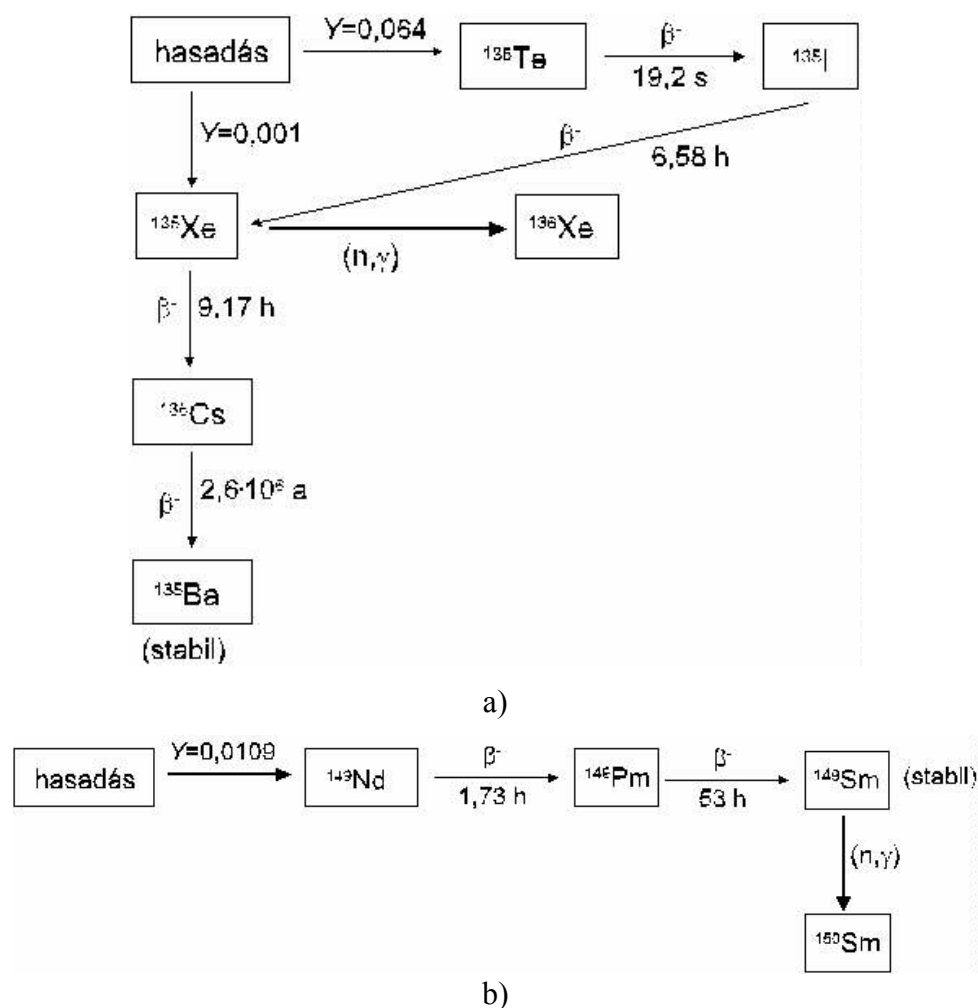 hasadás
Y=0,064
¹³⁵Te
β⁻
19,2 s
¹³⁵I
Y=0,001
β⁻
6,58 h
¹³⁵Xe
(n,γ)
¹³⁶Xe
β⁻ 9,17 h
¹³⁵Cs
β⁻ 2,6·10⁶ a
¹³⁵Ba
(stabil)
a)
hasadás
Y=0,0109
¹⁴⁹Nd
β⁻
1,73 h
¹⁴⁹Pm
β⁻
53 h
¹⁴⁹Sm
(stabil)
(n,γ)
¹⁵⁰Sm
b)